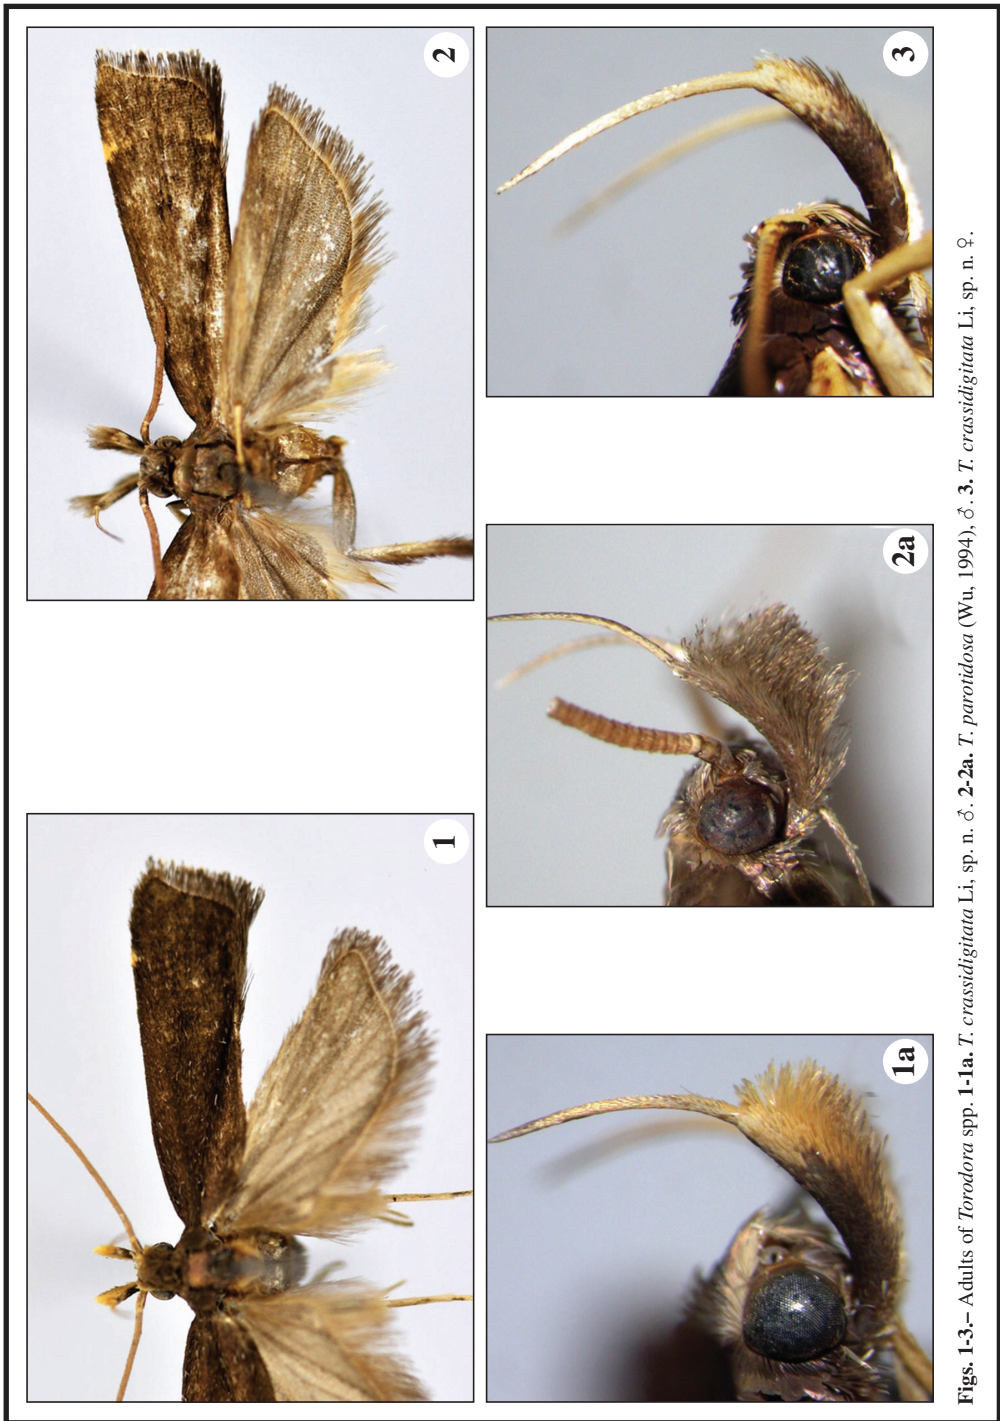 1
2
1a
2a
3
Figs. 1-3.– Adults of Torodora spp. 1-1a. T. crassidigitata Li, sp. n. ♂. 2-2a. T. parotidosa (Wu, 1994), ♂. 3. T. crassidigitata Li, sp. n. ♀.